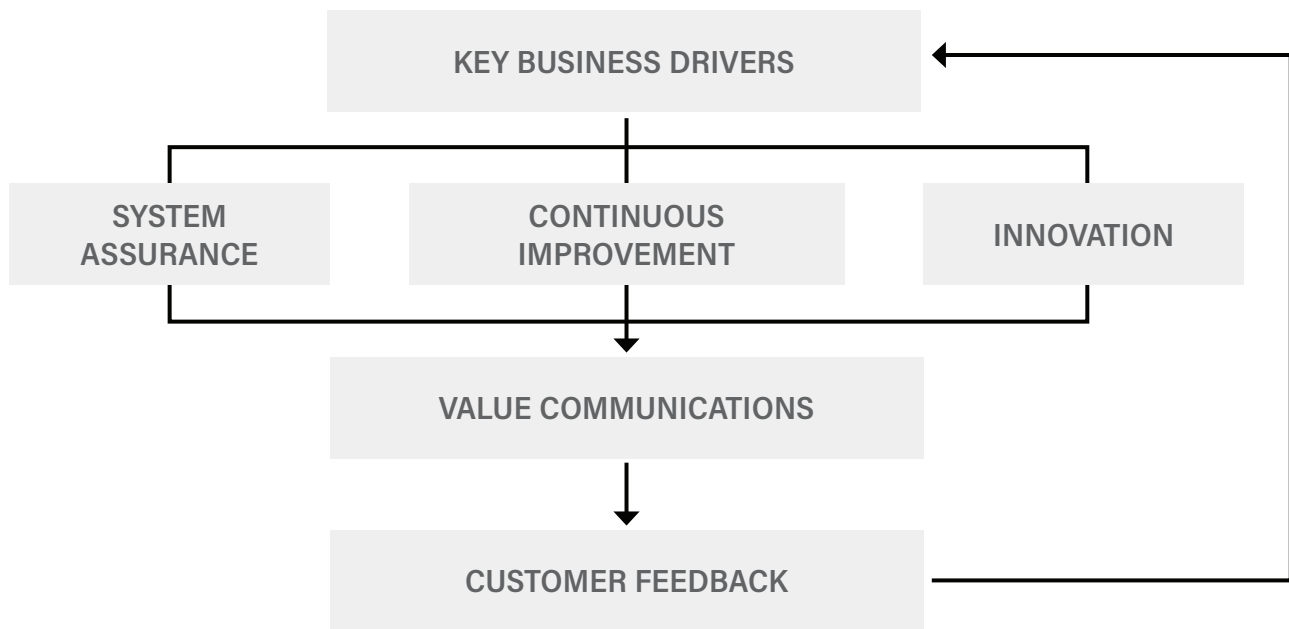 KEY BUSINESS DRIVERS
SYSTEM
ASSURANCE
CONTINUOUS
IMPROVEMENT
INNOVATION
VALUE COMMUNICATIONS
CUSTOMER FEEDBACK